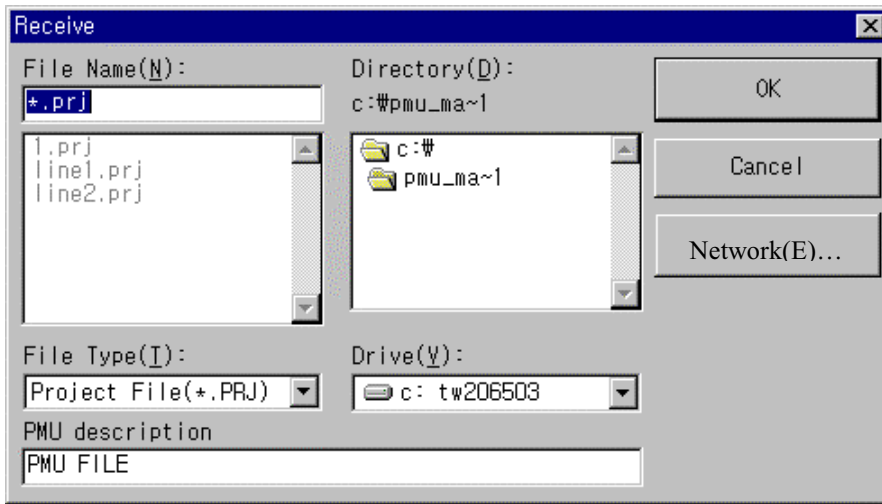 Receive
File Name(N):
*.prj
1.prj
line1.prj
line2.prj
File Type(T):
Project File(*.PRJ)
Directory(D):
c:₩pmu_ma~1
c:₩
pmu_ma~1
Drive(V):
c: tw206503
OK
Cancel
Network(E)...
PMU description
PMU FILE